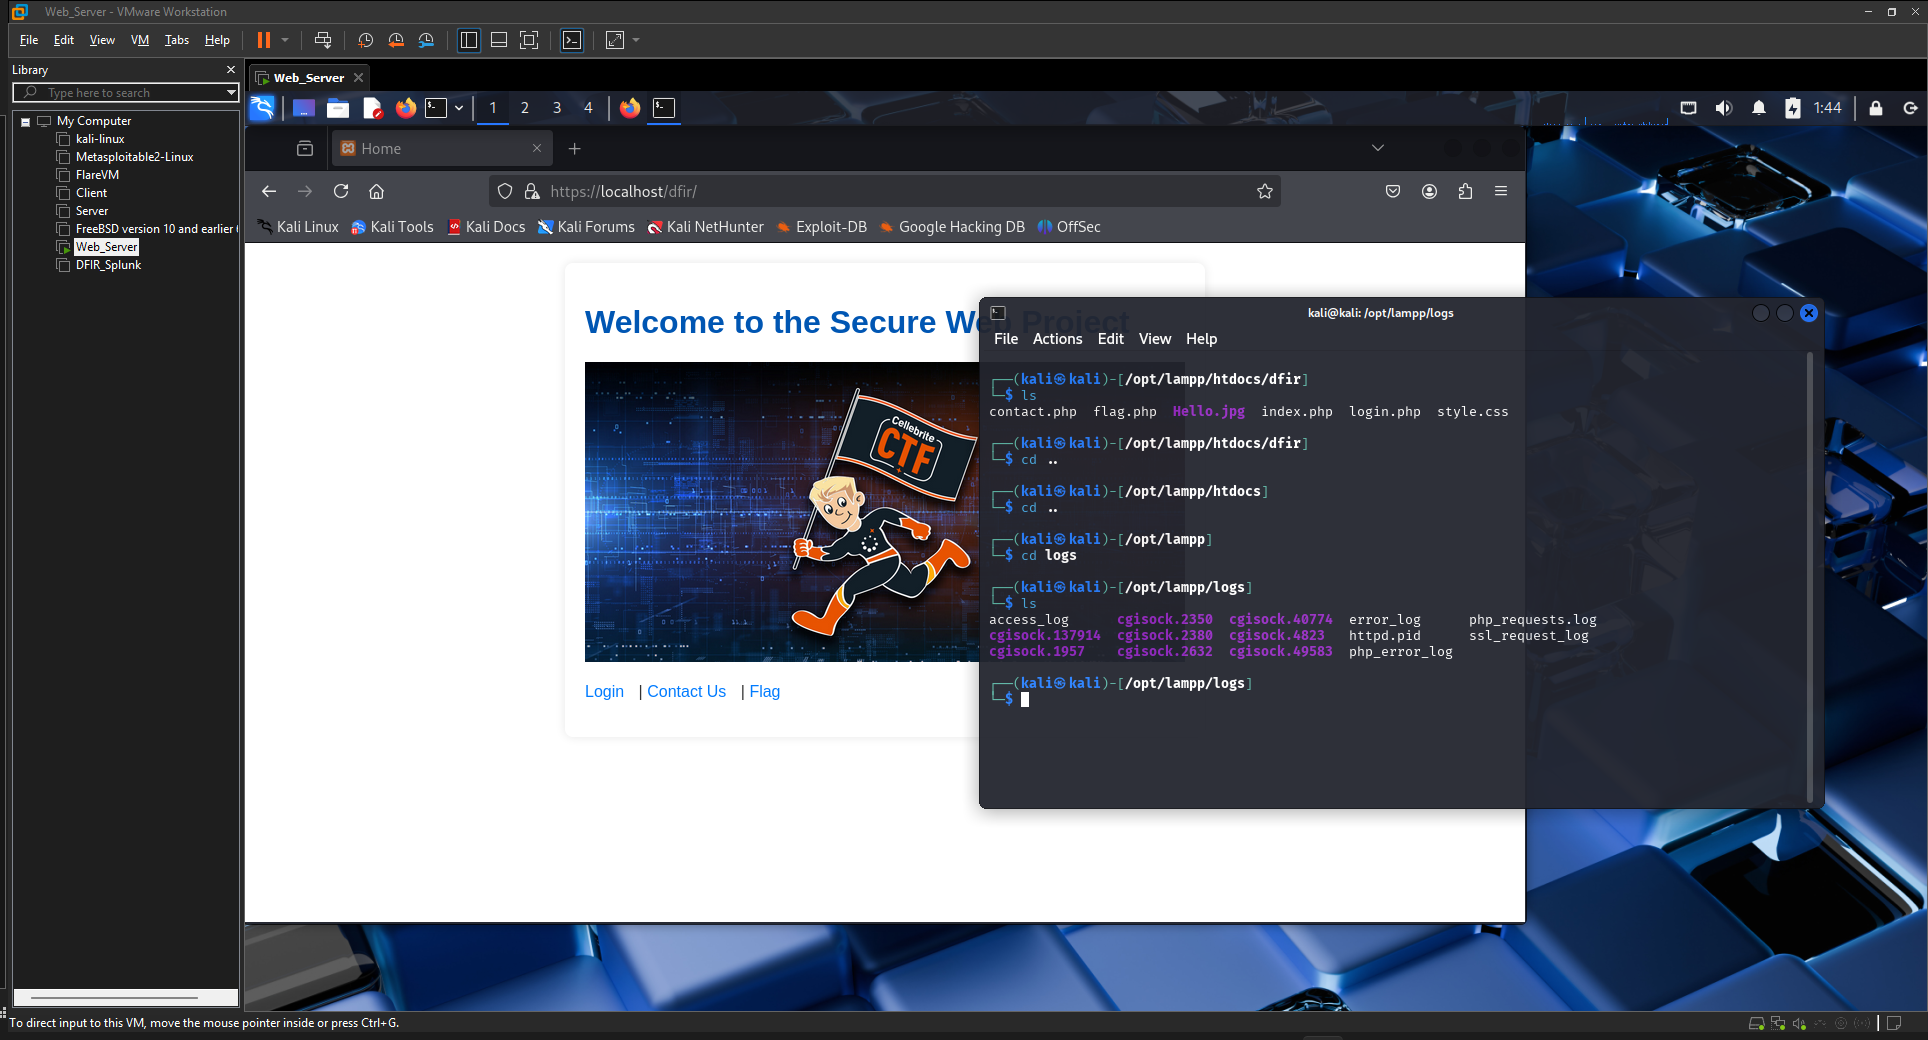 Web_Server - VMware Workstation
File Edit View VM Tabs Help
Library
Type here to search
My Computer
kali-linux
Metasploitable2-Linux
FlareVM
Client
Server
FreeBSD version 10 and earlier
Web_Server
DFIR_Splunk
Web_Server
1 2 3 4
1:44
Home
https://localhost/dfir/
Kali Linux Kali Tools Kali Docs Kali Forums Kali NetHunter Exploit-DB Google Hacking DB OffSec
Welcome to the Secure Web Project
Cellebrite
CTF
Login | Contact Us | Flag
kali@kali: /opt/lampp/logs
File Actions Edit View Help
┌──(kali㉿kali)-[/opt/lampp/htdocs/dfir]
└─$ ls
contact.php flag.php Hello.jpg index.php login.php style.css
┌──(kali㉿kali)-[/opt/lampp/htdocs/dfir]
└─$ cd ..
┌──(kali㉿kali)-[/opt/lampp/htdocs]
└─$ cd ..
┌──(kali㉿kali)-[/opt/lampp]
└─$ cd logs
┌──(kali㉿kali)-[/opt/lampp/logs]
└─$ ls
access_log cgisock.2350 cgisock.40774 error_log php_requests.log
cgisock.137914 cgisock.2380 cgisock.4823 httpd.pid ssl_request_log
cgisock.1957 cgisock.2632 cgisock.49583 php_error_log
┌──(kali㉿kali)-[/opt/lampp/logs]
└─$
To direct input to this VM, move the mouse pointer inside or press Ctrl+G.